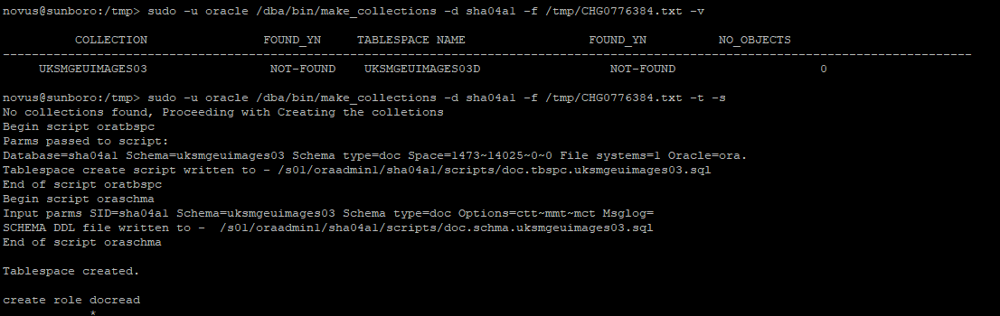 novus@sunboro:/tmp> sudo -u oracle /dba/bin/make_collections -d sha04a1 -f /tmp/CHG0776384.txt -v
COLLECTION FOUND_YN TABLESPACE NAME FOUND_YN NO_OBJECTS
--------------------------------------------------------------------------------------------------------------------------------------
UKSMGEUIMAGES03 NOT-FOUND UKSMGEUIMAGES03D NOT-FOUND 0
novus@sunboro:/tmp> sudo -u oracle /dba/bin/make_collections -d sha04a1 -f /tmp/CHG0776384.txt -t -s
No collections found, Proceeding with Creating the colletions
Begin script oratbspc
Parms passed to script:
Database=sha04a1 Schema=uksmgeuimages03 Schema type=doc Space=1473~14025~0~0 File systems=1 Oracle=ora.
Tablespace create script written to - /s01/oraadmin1/sha04a1/scripts/doc.tbspc.uksmgeuimages03.sql
End of script oratbspc
Begin script oraschma
Input parms SID=sha04a1 Schema=uksmgeuimages03 Schema type=doc Options=ctt~mmt~mct Msglog=
SCHEMA DDL file written to - /s01/oraadmin1/sha04a1/scripts/doc.schma.uksmgeuimages03.sql
End of script oraschma
Tablespace created.
create role docread
*